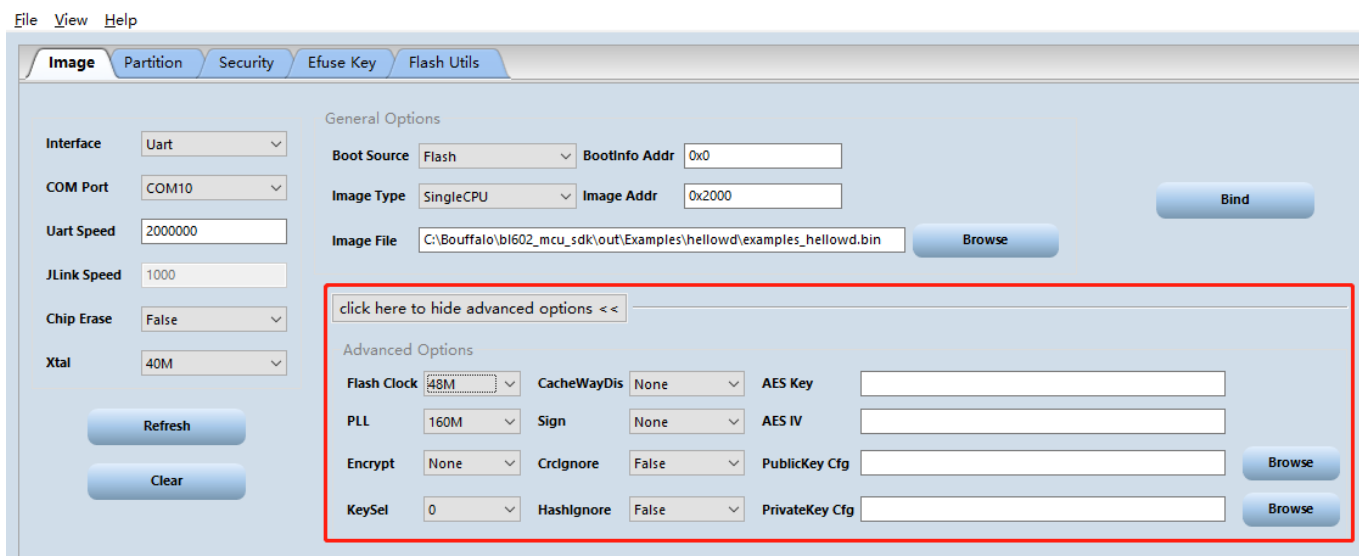 File View Help
Image Partition Security Efuse Key Flash Utils
General Options
Interface Uart
COM Port COM10
Uart Speed 2000000
JLink Speed 1000
Chip Erase False
Xtal 40M
Refresh
Clear
Boot Source Flash BootInfo Addr 0x0
Image Type SingleCPU Image Addr 0x2000
Image File C:\Bouffalo\bl602_mcu_sdk\out\Examples\hellowd\examples_hellowd.bin Browse
Bind
click here to hide advanced options <<
Advanced Options
Flash Clock 48M CacheWayDis None AES Key
PLL 160M Sign None AES IV
Encrypt None CrcIgnore False PublicKey Cfg Browse
KeySel 0 HashIgnore False PrivateKey Cfg Browse